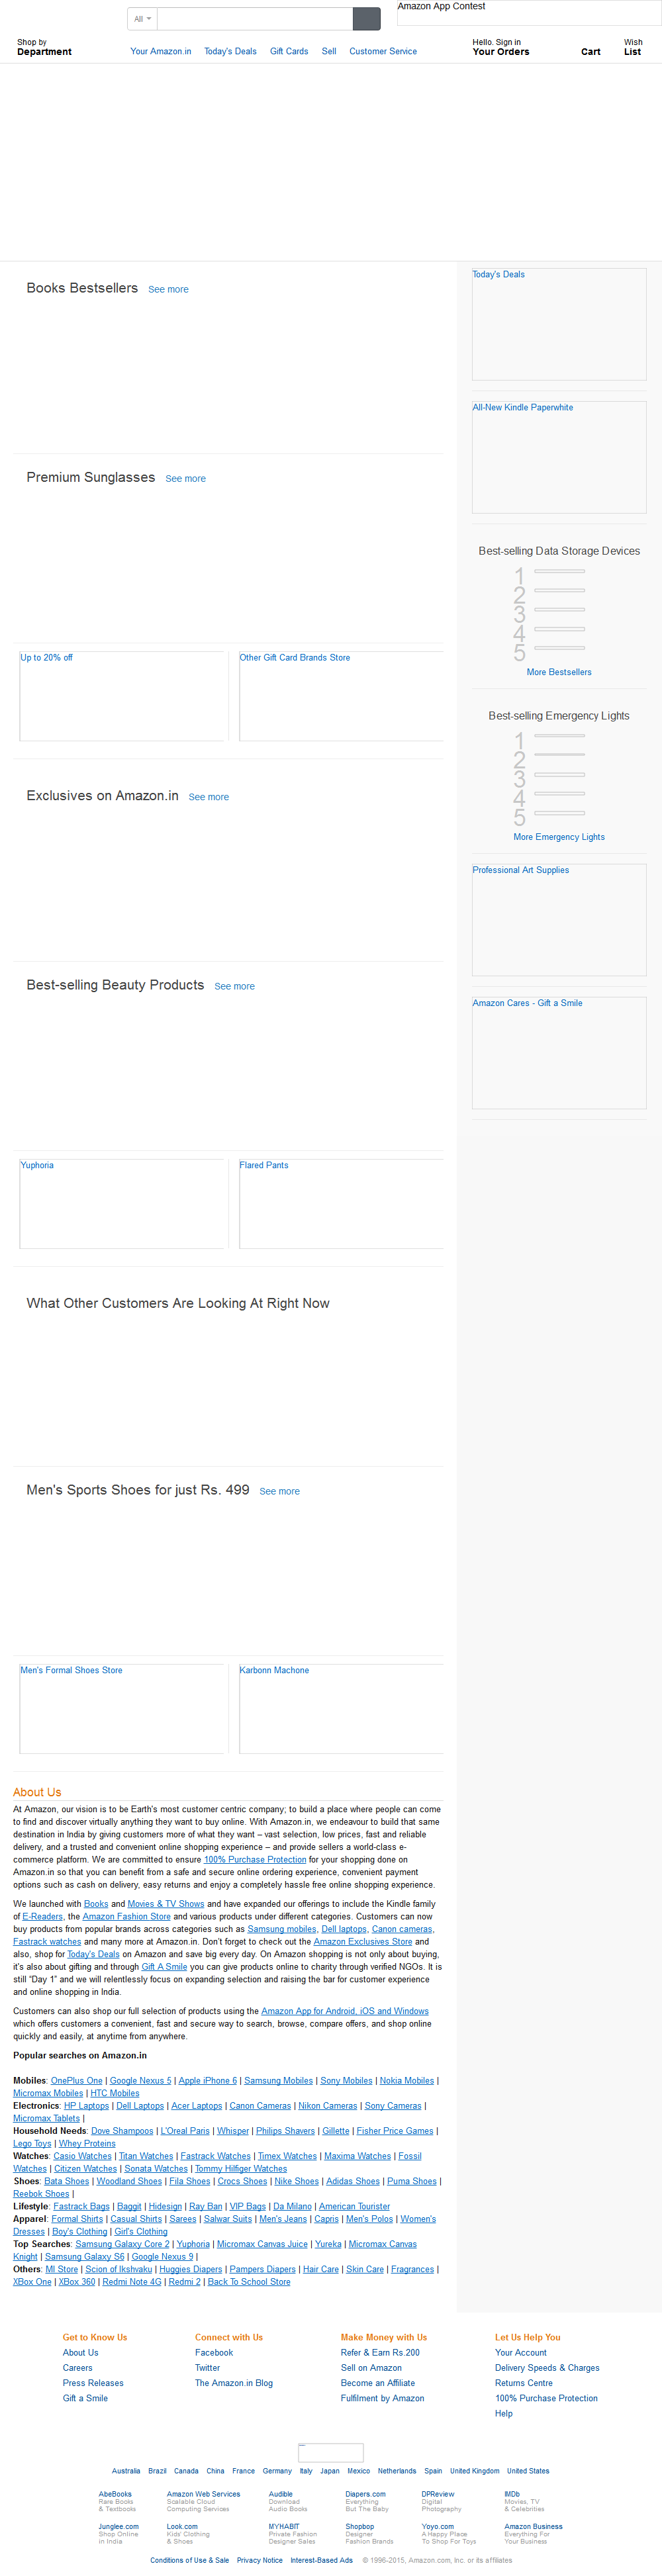 All
Amazon App Contest
Shop by
Department
Your Amazon.in Today's Deals Gift Cards Sell Customer Service
Hello. Sign in
Your Orders
Cart
Wish
List
Books Bestsellers See more
Premium Sunglasses See more
Up to 20% off
Other Gift Card Brands Store
Exclusives on Amazon.in See more
Best-selling Beauty Products See more
Yuphoria
Flared Pants
What Other Customers Are Looking At Right Now
Men's Sports Shoes for just Rs. 499 See more
Men's Formal Shoes Store
Karbonn Machone
Today's Deals
All-New Kindle Paperwhite
Best-selling Data Storage Devices
1
2
3
4
5
More Bestsellers
Best-selling Emergency Lights
1
2
3
4
5
More Emergency Lights
Professional Art Supplies
Amazon Cares - Gift a Smile
About Us
At Amazon, our vision is to be Earth's most customer centric company; to build a place where people can come
to find and discover virtually anything they want to buy online. With Amazon.in, we endeavour to build that same
destination in India by giving customers more of what they want – vast selection, low prices, fast and reliable
delivery, and a trusted and convenient online shopping experience – and provide sellers a world-class e-
commerce platform. We are committed to ensure 100% Purchase Protection for your shopping done on
Amazon.in so that you can benefit from a safe and secure online ordering experience, convenient payment
options such as cash on delivery, easy returns and enjoy a completely hassle free online shopping experience.
We launched with Books and Movies & TV Shows and have expanded our offerings to include the Kindle family
of E-Readers, the Amazon Fashion Store and various products under different categories. Customers can now
buy products from popular brands across categories such as Samsung mobiles, Dell laptops, Canon cameras,
Fastrack watches and many more at Amazon.in. Don't forget to check out the Amazon Exclusives Store and
also, shop for Today's Deals on Amazon and save big every day. On Amazon shopping is not only about buying,
it's also about gifting and through Gift A Smile you can give products online to charity through verified NGOs. It is
still “Day 1” and we will relentlessly focus on expanding selection and raising the bar for customer experience
and online shopping in India.
Customers can also shop our full selection of products using the Amazon App for Android, iOS and Windows
which offers customers a convenient, fast and secure way to search, browse, compare offers, and shop online
quickly and easily, at anytime from anywhere.
Popular searches on Amazon.in
Mobiles: OnePlus One | Google Nexus 5 | Apple iPhone 6 | Samsung Mobiles | Sony Mobiles | Nokia Mobiles |
Micromax Mobiles | HTC Mobiles
Electronics: HP Laptops | Dell Laptops | Acer Laptops | Canon Cameras | Nikon Cameras | Sony Cameras |
Micromax Tablets |
Household Needs: Dove Shampoos | L'Oreal Paris | Whisper | Philips Shavers | Gillette | Fisher Price Games |
Lego Toys | Whey Proteins
Watches: Casio Watches | Titan Watches | Fastrack Watches | Timex Watches | Maxima Watches | Fossil
Watches | Citizen Watches | Sonata Watches | Tommy Hilfiger Watches
Shoes: Bata Shoes | Woodland Shoes | Fila Shoes | Crocs Shoes | Nike Shoes | Adidas Shoes | Puma Shoes |
Reebok Shoes |
Lifestyle: Fastrack Bags | Baggit | Hidesign | Ray Ban | VIP Bags | Da Milano | American Tourister
Apparel: Formal Shirts | Casual Shirts | Sarees | Salwar Suits | Men's Jeans | Capris | Men's Polos | Women's
Dresses | Boy's Clothing | Girl's Clothing
Top Searches: Samsung Galaxy Core 2 | Yuphoria | Micromax Canvas Juice | Yureka | Micromax Canvas
Knight | Samsung Galaxy S6 | Google Nexus 9 |
Others: MI Store | Scion of Ikshvaku | Huggies Diapers | Pampers Diapers | Hair Care | Skin Care | Fragrances |
XBox One | XBox 360 | Redmi Note 4G | Redmi 2 | Back To School Store
Get to Know Us
About Us
Careers
Press Releases
Gift a Smile
Connect with Us
Facebook
Twitter
The Amazon.in Blog
Make Money with Us
Refer & Earn Rs.200
Sell on Amazon
Become an Affiliate
Fulfilment by Amazon
Let Us Help You
Your Account
Delivery Speeds & Charges
Returns Centre
100% Purchase Protection
Help
Australia Brazil Canada China France Germany Italy Japan Mexico Netherlands Spain United Kingdom United States
AbeBooks
Rare Books
& Textbooks
Amazon Web Services
Scalable Cloud
Computing Services
Audible
Download
Audio Books
Diapers.com
Everything
But The Baby
DPReview
Digital
Photography
IMDb
Movies, TV
& Celebrities
Junglee.com
Shop Online
in India
Look.com
Kids' Clothing
& Shoes
MYHABIT
Private Fashion
Designer Sales
Shopbop
Designer
Fashion Brands
Yoyo.com
A Happy Place
To Shop For Toys
Amazon Business
Everything For
Your Business
Conditions of Use & Sale Privacy Notice Interest-Based Ads © 1996-2015, Amazon.com, Inc. or its affiliates